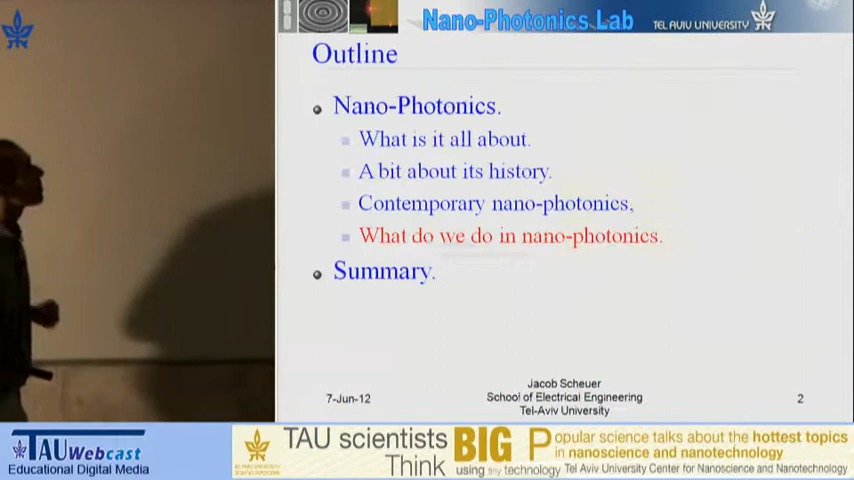 Nano-Photonics Lab
TEL AVIV UNIVERSITY
Outline
Nano-Photonics.
What is it all about.
A bit about its history.
Contemporary nano-photonics,
What do we do in nano-photonics.
Summary.
7-Jun-12
Jacob Scheuer
School of Electrical Engineering
Tel-Aviv University
2
TAU Webcast
Educational Digital Media
TAU scientists
Think
BIG
using tiny technology
Popular science talks about the hottest topics
in nanoscience and nanotechnology
Tel Aviv University Center for Nanoscience and Nanotechnology